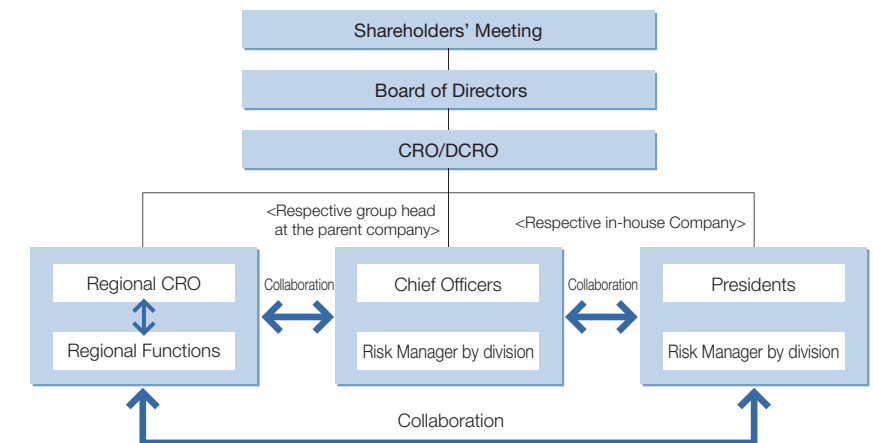 Shareholders' Meeting
Board of Directors
CRO/DCRO
<Respective group head
at the parent company>
<Respective in-house Company>
Regional CRO
Collaboration
Chief Officers
Collaboration
Presidents
Regional Functions
Risk Manager by division
Risk Manager by division
Collaboration